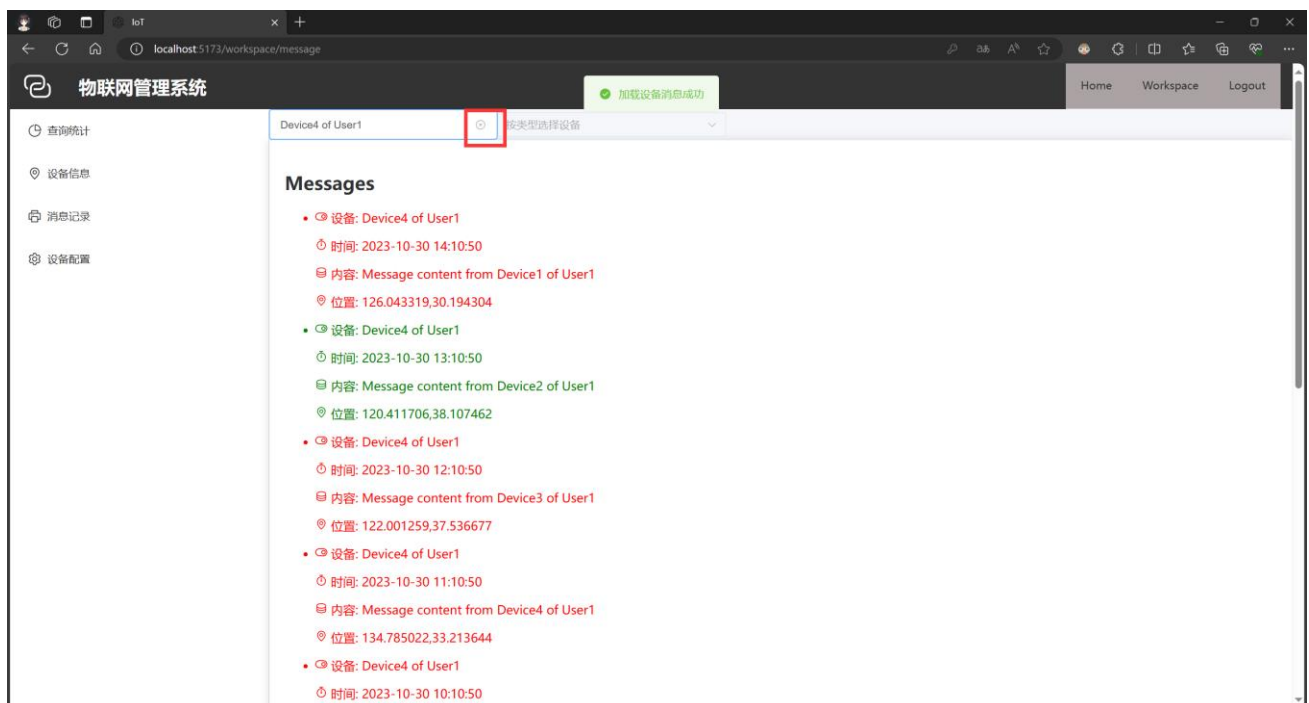 IoT
localhost:5173/workspace/message
物联网管理系统
加载设备消息成功
Home Workspace Logout
查询统计
设备信息
消息记录
设备配置
Device4 of User1
按类型选择设备
Messages
设备: Device4 of User1
时间: 2023-10-30 14:10:50
内容: Message content from Device1 of User1
位置: 126.043319,30.194304
设备: Device4 of User1
时间: 2023-10-30 13:10:50
内容: Message content from Device2 of User1
位置: 120.411706,38.107462
设备: Device4 of User1
时间: 2023-10-30 12:10:50
内容: Message content from Device3 of User1
位置: 122.001259,37.536677
设备: Device4 of User1
时间: 2023-10-30 11:10:50
内容: Message content from Device4 of User1
位置: 134.785022,33.213644
设备: Device4 of User1
时间: 2023-10-30 10:10:50